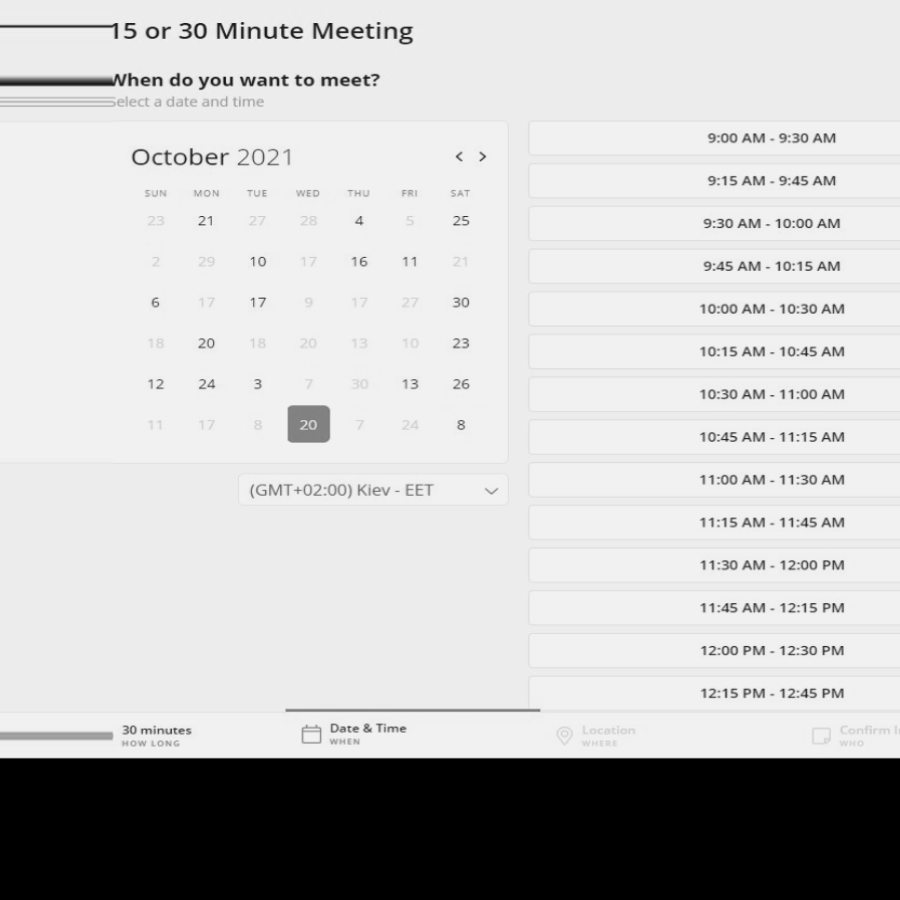 15 or 30 Minute Meeting
When do you want to meet?
Select a date and time
October 2021
< >
SUN MON TUE WED THU FRI SAT
23 21 27 28 4 5 25
2 29 10 17 16 11 21
6 17 17 9 17 27 30
18 20 18 20 13 10 23
12 24 3 7 30 13 26
11 17 8 20 7 24 8
(GMT+02:00) Kiev - EET
9:00 AM - 9:30 AM
9:15 AM - 9:45 AM
9:30 AM - 10:00 AM
9:45 AM - 10:15 AM
10:00 AM - 10:30 AM
10:15 AM - 10:45 AM
10:30 AM - 11:00 AM
10:45 AM - 11:15 AM
11:00 AM - 11:30 AM
11:15 AM - 11:45 AM
11:30 AM - 12:00 PM
11:45 AM - 12:15 PM
12:00 PM - 12:30 PM
12:15 PM - 12:45 PM
30 minutes
HOW LONG
Date & Time
WHEN
Location
WHERE
Confirm
WHO